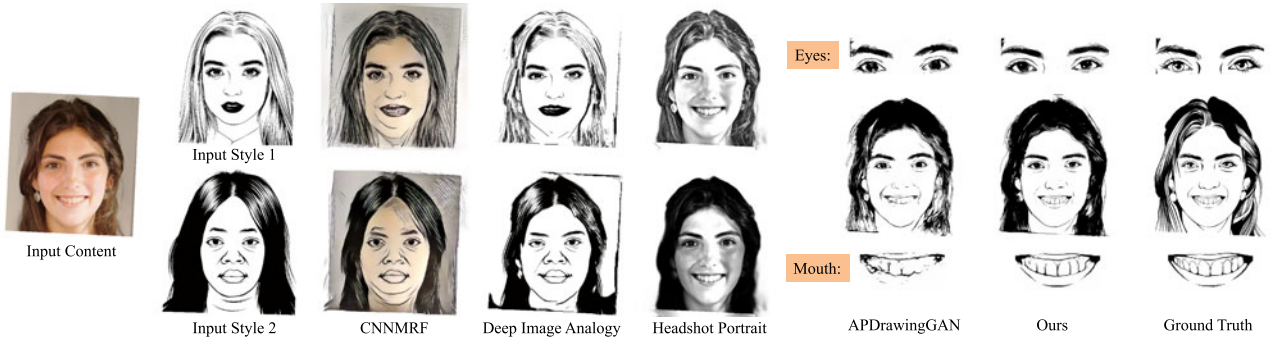 Input Content
Input Style 1
Input Style 2
CNNMRF
Deep Image Analogy
Headshot Portrait
Eyes:
Mouth:
APDrawingGAN
Ours
Ground Truth